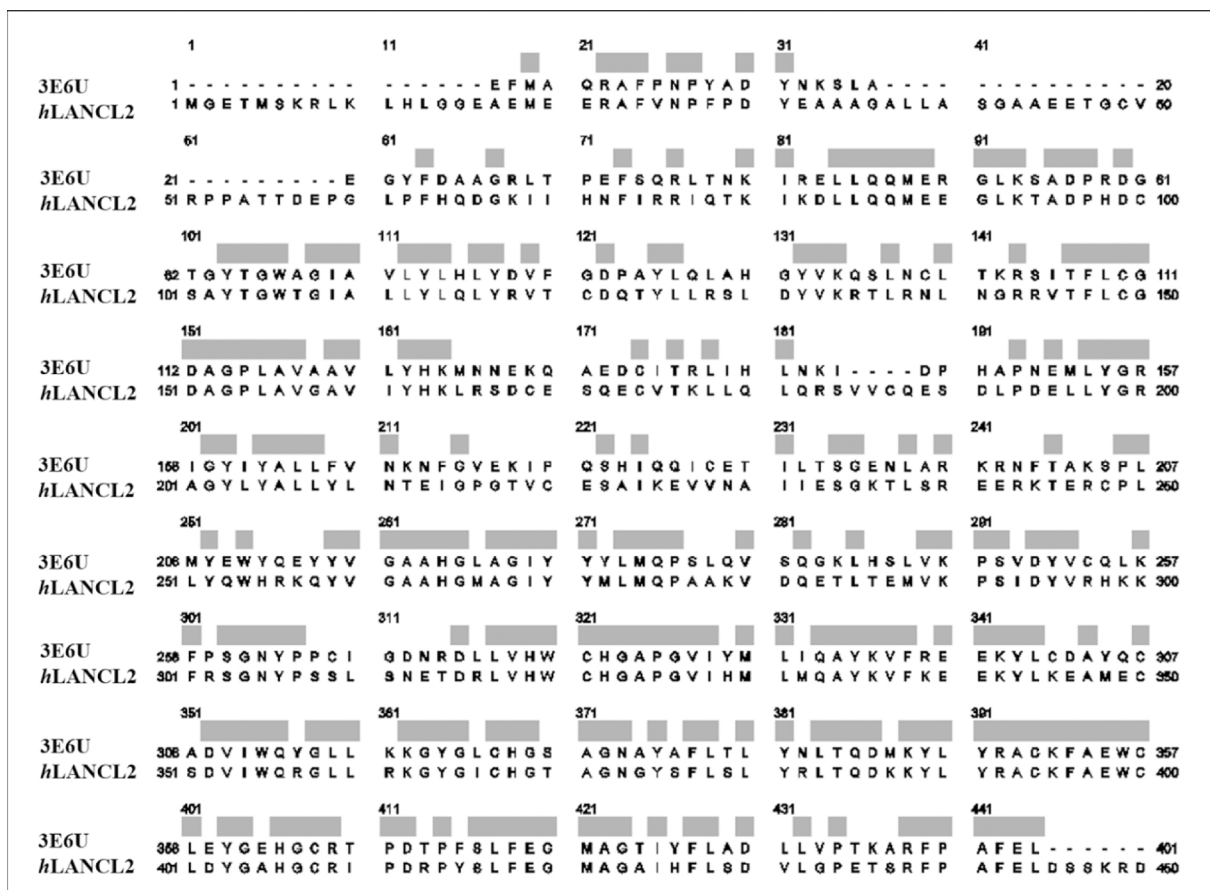 1 11 21 31 41
3E6U 1 - - - - - - - - - - - - - - - - E F M A Q R A F P N P Y A D Y N K S L A - - - - - - - - - - - - - - 20
hLANCL2 1 M G E T M S K R L K L H L G G E A E M E E R A F V N P F P D Y E A A A G A L L A S G A A E E T G C V 50
51 61 71 81 91
3E6U 21 - - - - - - - - - E G Y F D A A G R L T P E F S Q R L T N K I R E L L Q Q M E R G L K S A D P R D G 61
hLANCL2 51 R P P A T T D E P G L P F H Q D G K I I H N F I R R I Q T K I K D L L Q Q M E E G L K T A D P H D C 100
101 111 121 131 141
3E6U 62 T G Y T G W A G I A V L Y L H L Y D V F G D P A Y L Q L A H G Y V K Q S L N C L T K R S I T F L C G 111
hLANCL2 101 S A Y T G W T G I A L L Y L Q L Y R V T C D Q T Y L L R S L D Y V K R T L R N L N G R R V T F L C G 150
151 161 171 181 191
3E6U 112 D A G P L A V A A V L Y H K M N N E K Q A E D C I T R L I H L N K I - - - - D P H A P N E M L Y G R 157
hLANCL2 151 D A G P L A V G A V I Y H K L R S D C E S Q E C V T K L L Q L Q R S V V C Q E S D L P D E L L Y G R 200
201 211 221 231 241
3E6U 158 I G Y I Y A L L F V N K N F G V E K I P Q S H I Q Q I C E T I L T S G E N L A R K R N F T A K S P L 207
hLANCL2 201 A G Y L Y A L L Y L N T E I G P G T V C E S A I K E V V N A I I E S G K T L S R E E R K T E R C P L 250
251 261 271 281 291
3E6U 208 M Y E W Y Q E Y Y V G A A H G L A G I Y Y Y L M Q P S L Q V S Q G K L H S L V K P S V D Y V C Q L K 257
hLANCL2 251 L Y Q W H R K Q Y V G A A H G M A G I Y Y M L M Q P A A K V D Q E T L T E M V K P S I D Y V R H K K 300
301 311 321 331 341
3E6U 258 F P S G N Y P P C I G D N R D L L V H W C H G A P G V I Y M L I Q A Y K V F R E E K Y L C D A Y Q C 307
hLANCL2 301 F R S G N Y P S S L S N E T D R L V H W C H G A P G V I H M L M Q A Y K V F K E E K Y L K E A M E C 350
351 361 371 381 391
3E6U 308 A D V I W Q Y G L L K K G Y G L C H G S A G N A Y A F L T L Y N L T Q D M K Y L Y R A C K F A E W C 357
hLANCL2 351 S D V I W Q R G L L R K G Y G I C H G T A G N G Y S F L S L Y R L T Q D K K Y L Y R A C K F A E W C 400
401 411 421 431 441
3E6U 358 L E Y G E H G C R T P D T P F S L F E G M A G T I Y F L A D L L V P T K A R F P A F E L - - - - - - 401
hLANCL2 401 L D Y G A H G C R I P D R P Y S L F E G M A G A I H F L S D V L G P E T S R F P A F E L D S S K R D 450